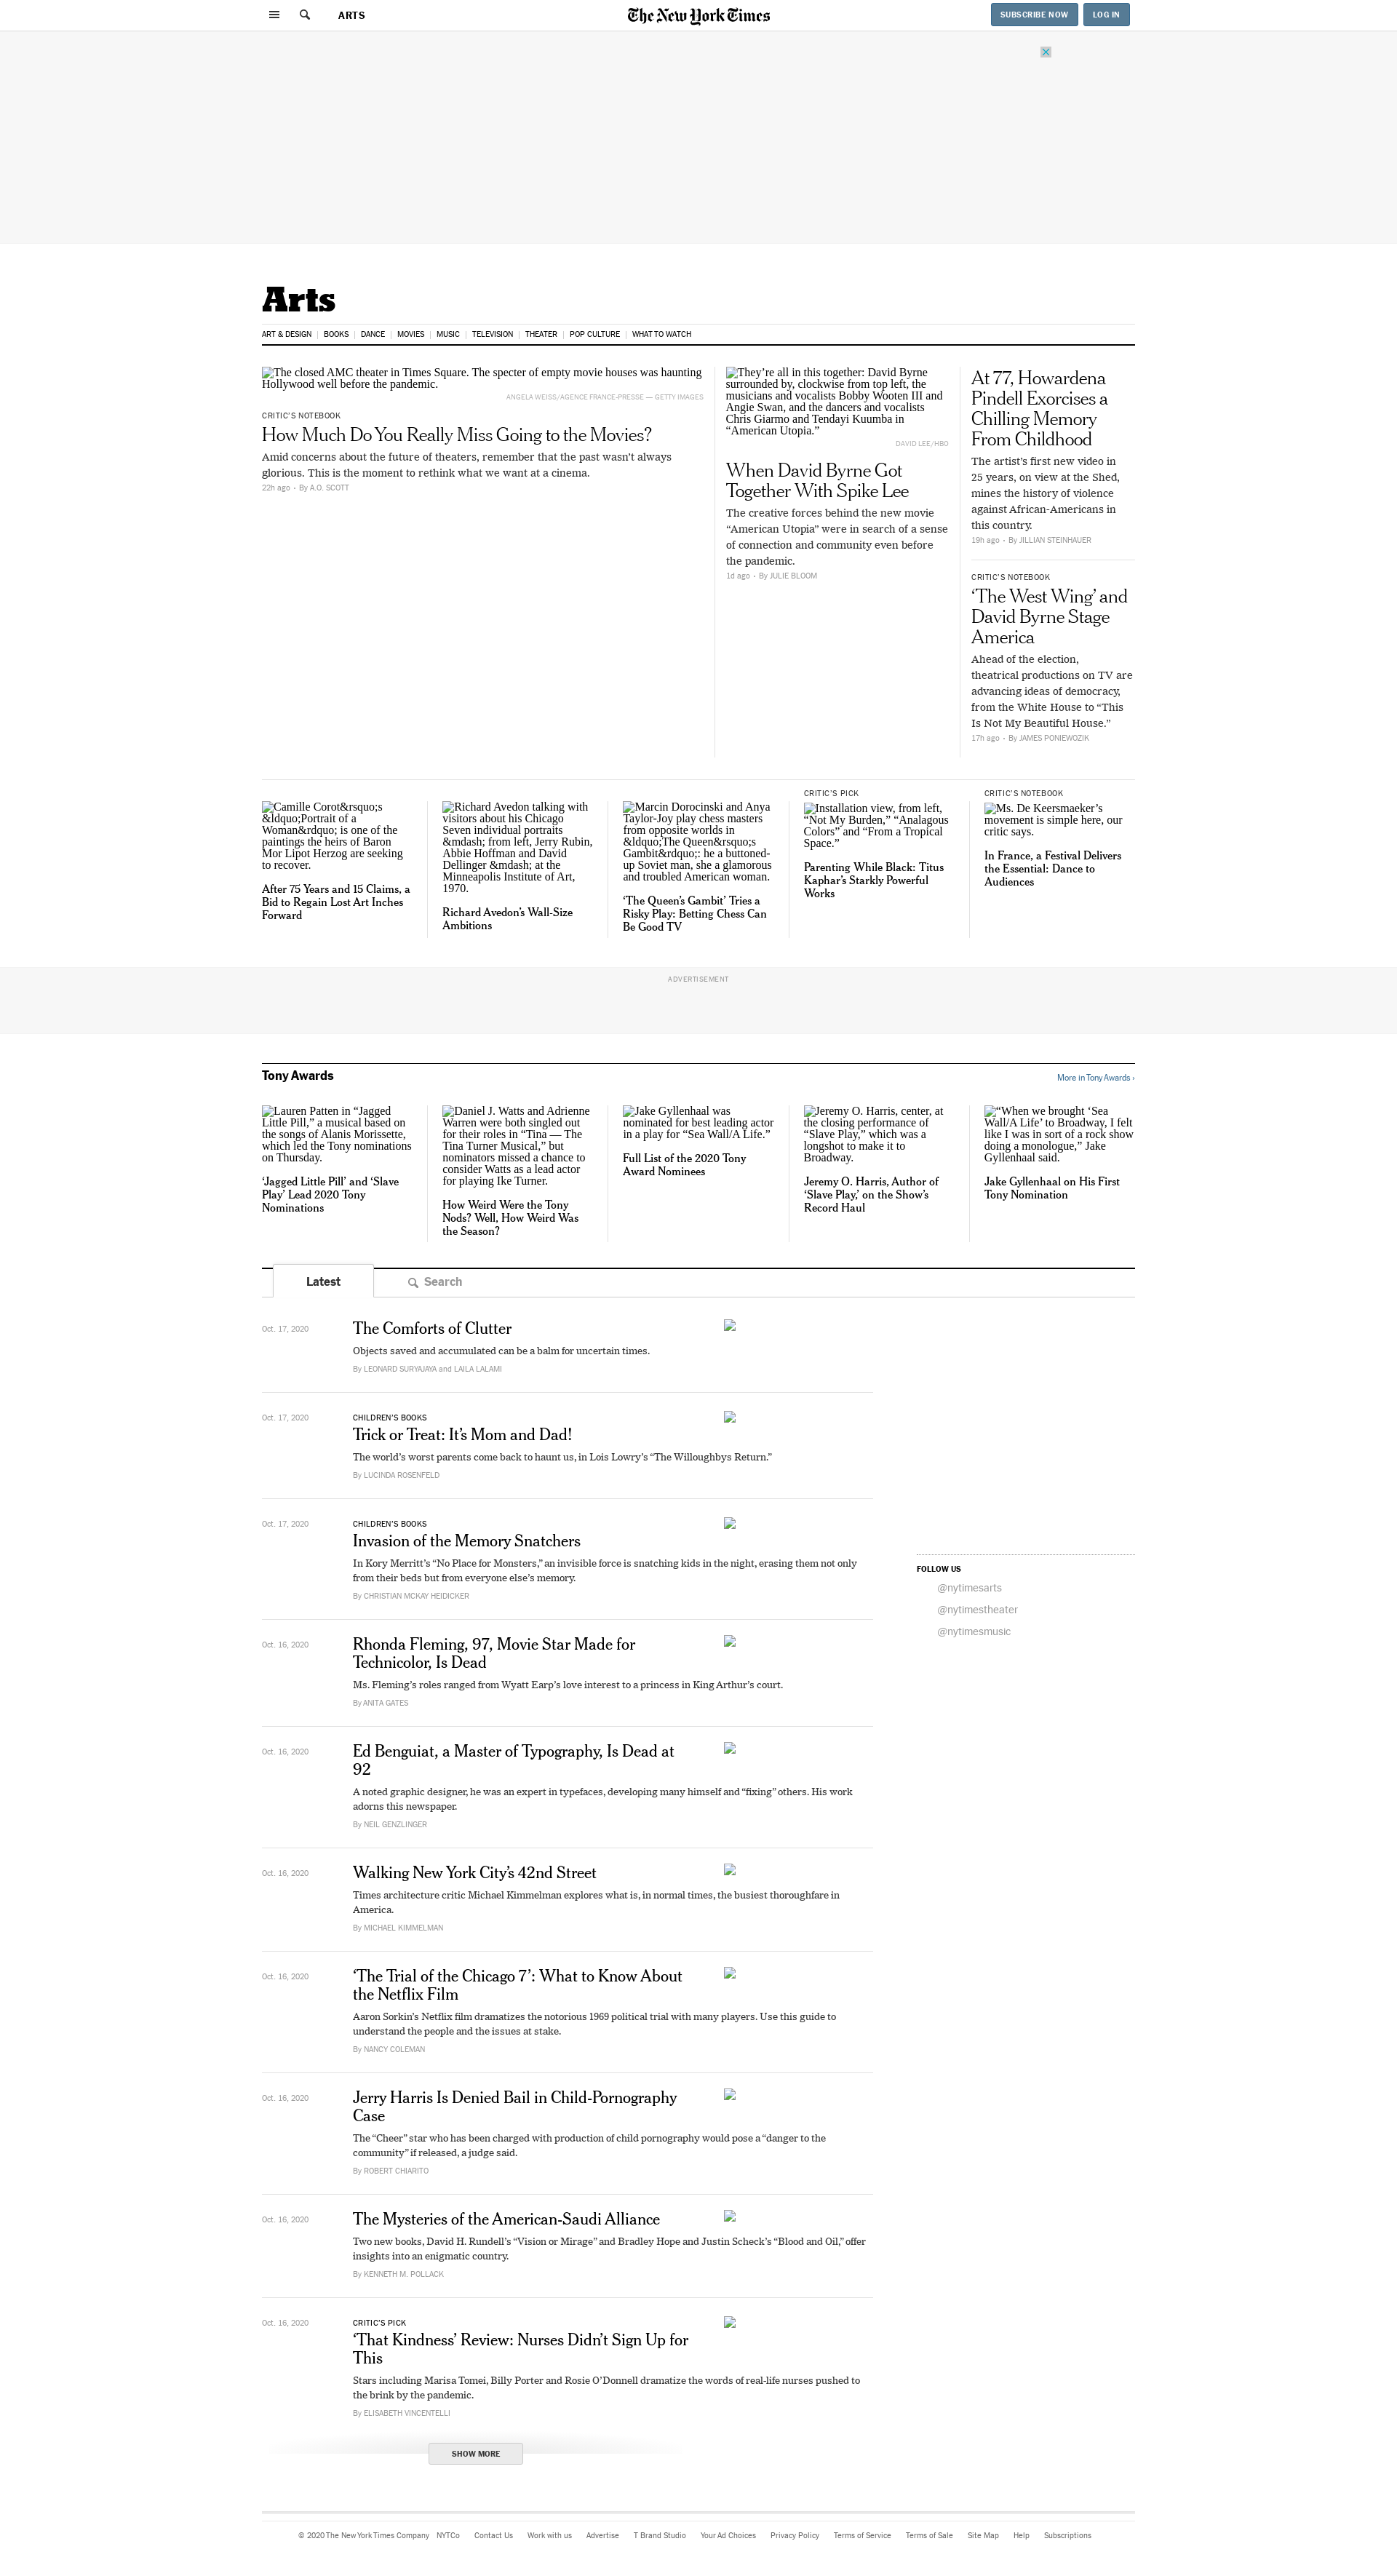 ARTS
The New York Times
SUBSCRIBE NOW
LOG IN
Arts
ART & DESIGN | BOOKS | DANCE | MOVIES | MUSIC | TELEVISION | THEATER | POP CULTURE | WHAT TO WATCH
The closed AMC theater in Times Square. The specter of empty movie houses was haunting
Hollywood well before the pandemic.
ANGELA WEISS/AGENCE FRANCE-PRESSE — GETTY IMAGES
CRITIC'S NOTEBOOK
How Much Do You Really Miss Going to the Movies?
Amid concerns about the future of theaters, remember that the past wasn't always
glorious. This is the moment to rethink what we want at a cinema.
22h ago • By A.O. SCOTT
They’re all in this together: David Byrne
surrounded by, clockwise from top left, the
musicians and vocalists Bobby Wooten III and
Angie Swan, and the dancers and vocalists
Chris Giarmo and Tendayi Kuumba in
“American Utopia.”
DAVID LEE/HBO
When David Byrne Got
Together With Spike Lee
The creative forces behind the new movie
“American Utopia” were in search of a sense
of connection and community even before
the pandemic.
1d ago • By JULIE BLOOM
At 77, Howardena
Pindell Exorcises a
Chilling Memory
From Childhood
The artist’s first new video in
25 years, on view at the Shed,
mines the history of violence
against African-Americans in
this country.
19h ago • By JILLIAN STEINHAUER
CRITIC’S NOTEBOOK
‘The West Wing’ and
David Byrne Stage
America
Ahead of the election,
theatrical productions on TV are
advancing ideas of democracy,
from the White House to “This
Is Not My Beautiful House.”
17h ago • By JAMES PONIEWOZIK
Camille Corot&rsquo;s
&ldquo;Portrait of a
Woman&rdquo; is one of the
paintings the heirs of Baron
Mor Lipot Herzog are seeking
to recover.
After 75 Years and 15 Claims, a
Bid to Regain Lost Art Inches
Forward
Richard Avedon talking with
visitors about his Chicago
Seven individual portraits
&mdash; from left, Jerry Rubin,
Abbie Hoffman and David
Dellinger &mdash; at the
Minneapolis Institute of Art,
1970.
Richard Avedon’s Wall-Size
Ambitions
Marcin Dorocinski and Anya
Taylor-Joy play chess masters
from opposite worlds in
&ldquo;The Queen&rsquo;s
Gambit&rdquo;: he a buttoned-
up Soviet man, she a glamorous
and troubled American woman.
‘The Queen’s Gambit’ Tries a
Risky Play: Betting Chess Can
Be Good TV
CRITIC’S PICK
Installation view, from left,
“Not My Burden,” “Analagous
Colors” and “From a Tropical
Space.”
Parenting While Black: Titus
Kaphar’s Starkly Powerful
Works
CRITIC’S NOTEBOOK
Ms. De Keersmaeker’s
movement is simple here, our
critic says.
In France, a Festival Delivers
the Essential: Dance to
Audiences
ADVERTISEMENT
Tony Awards
More in Tony Awards ›
Lauren Patten in “Jagged
Little Pill,” a musical based on
the songs of Alanis Morissette,
which led the Tony nominations
on Thursday.
‘Jagged Little Pill’ and ‘Slave
Play’ Lead 2020 Tony
Nominations
Daniel J. Watts and Adrienne
Warren were both singled out
for their roles in “Tina — The
Tina Turner Musical,” but
nominators missed a chance to
consider Watts as a lead actor
for playing Ike Turner.
How Weird Were the Tony
Nods? Well, How Weird Was
the Season?
Jake Gyllenhaal was
nominated for best leading actor
in a play for “Sea Wall/A Life.”
Full List of the 2020 Tony
Award Nominees
Jeremy O. Harris, center, at
the closing performance of
“Slave Play,” which was a
longshot to make it to
Broadway.
Jeremy O. Harris, Author of
‘Slave Play,’ on the Show’s
Record Haul
“When we brought ‘Sea
Wall/A Life’ to Broadway, I felt
like I was in sort of a rock show
doing a monologue,” Jake
Gyllenhaal said.
Jake Gyllenhaal on His First
Tony Nomination
Latest
Search
Oct. 17, 2020
The Comforts of Clutter
Objects saved and accumulated can be a balm for uncertain times.
By LEONARD SURYAJAYA and LAILA LALAMI
Oct. 17, 2020
CHILDREN’S BOOKS
Trick or Treat: It’s Mom and Dad!
The world’s worst parents come back to haunt us, in Lois Lowry’s “The Willoughbys Return.”
By LUCINDA ROSENFELD
Oct. 17, 2020
CHILDREN’S BOOKS
Invasion of the Memory Snatchers
In Kory Merritt’s “No Place for Monsters,” an invisible force is snatching kids in the night, erasing them not only
from their beds but from everyone else’s memory.
By CHRISTIAN MCKAY HEIDICKER
FOLLOW US
@nytimesarts
@nytimestheater
@nytimesmusic
Oct. 16, 2020
Rhonda Fleming, 97, Movie Star Made for
Technicolor, Is Dead
Ms. Fleming’s roles ranged from Wyatt Earp’s love interest to a princess in King Arthur’s court.
By ANITA GATES
Oct. 16, 2020
Ed Benguiat, a Master of Typography, Is Dead at
92
A noted graphic designer, he was an expert in typefaces, developing many himself and “fixing” others. His work
adorns this newspaper.
By NEIL GENZLINGER
Oct. 16, 2020
Walking New York City’s 42nd Street
Times architecture critic Michael Kimmelman explores what is, in normal times, the busiest thoroughfare in
America.
By MICHAEL KIMMELMAN
Oct. 16, 2020
‘The Trial of the Chicago 7’: What to Know About
the Netflix Film
Aaron Sorkin’s Netflix film dramatizes the notorious 1969 political trial with many players. Use this guide to
understand the people and the issues at stake.
By NANCY COLEMAN
Oct. 16, 2020
Jerry Harris Is Denied Bail in Child-Pornography
Case
The “Cheer” star who has been charged with production of child pornography would pose a “danger to the
community” if released, a judge said.
By ROBERT CHIARITO
Oct. 16, 2020
The Mysteries of the American-Saudi Alliance
Two new books, David H. Rundell’s “Vision or Mirage” and Bradley Hope and Justin Scheck’s “Blood and Oil,” offer
insights into an enigmatic country.
By KENNETH M. POLLACK
Oct. 16, 2020
CRITIC’S PICK
‘That Kindness’ Review: Nurses Didn’t Sign Up for
This
Stars including Marisa Tomei, Billy Porter and Rosie O’Donnell dramatize the words of real-life nurses pushed to
the brink by the pandemic.
By ELISABETH VINCENTELLI
SHOW MORE
© 2020 The New York Times Company NYTCo Contact Us Work with us Advertise T Brand Studio Your Ad Choices Privacy Policy Terms of Service Terms of Sale Site Map Help Subscriptions